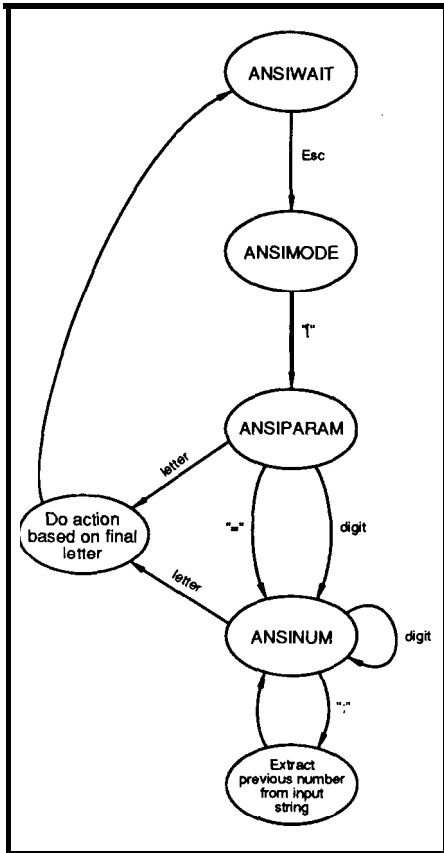 ANSIWAIT
Esc
ANSIMODE
"["
ANSIPARAM
letter
Do action
based on final
letter
"="
digit
letter
ANSINUM
digit
";"
Extract
previous number
from input
string